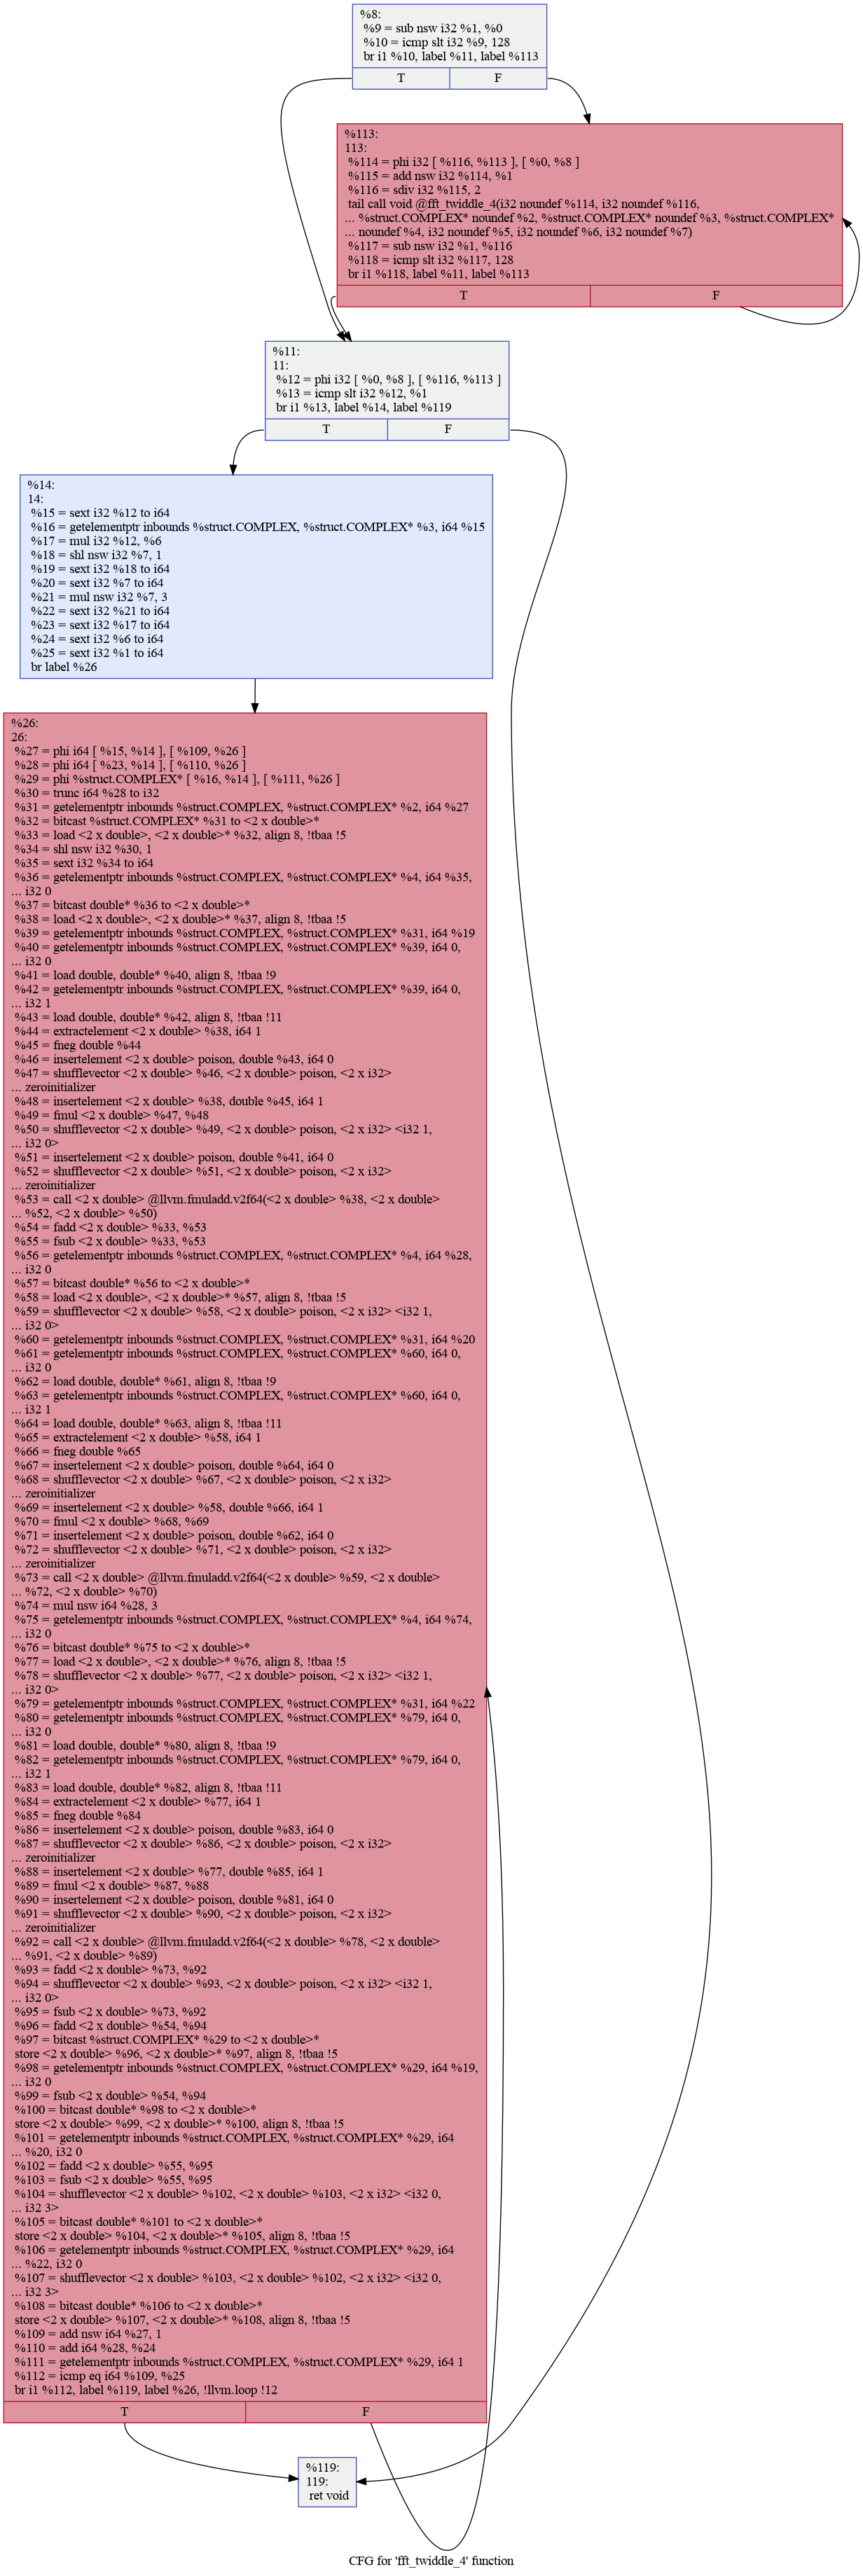 %8:
%9 = sub nsw i32 %1, %0
%10 = icmp slt i32 %9, 128
br i1 %10, label %11, label %113
T F
%113:
113:
%114 = phi i32 [ %116, %113 ], [ %0, %8 ]
%115 = add nsw i32 %114, %1
%116 = sdiv i32 %115, 2
tail call void @fft_twiddle_4(i32 noundef %114, i32 noundef %116,
... %struct.COMPLEX* noundef %2, %struct.COMPLEX* noundef %3, %struct.COMPLEX*
... noundef %4, i32 noundef %5, i32 noundef %6, i32 noundef %7)
%117 = sub nsw i32 %1, %116
%118 = icmp slt i32 %117, 128
br i1 %118, label %11, label %113
T F
%11:
11:
%12 = phi i32 [ %0, %8 ], [ %116, %113 ]
%13 = icmp slt i32 %12, %1
br i1 %13, label %14, label %119
T F
%14:
14:
%15 = sext i32 %12 to i64
%16 = getelementptr inbounds %struct.COMPLEX, %struct.COMPLEX* %3, i64 %15
%17 = mul i32 %12, %6
%18 = shl nsw i32 %7, 1
%19 = sext i32 %18 to i64
%20 = sext i32 %7 to i64
%21 = mul nsw i32 %7, 3
%22 = sext i32 %21 to i64
%23 = sext i32 %17 to i64
%24 = sext i32 %6 to i64
%25 = sext i32 %1 to i64
br label %26
%26:
26:
%27 = phi i64 [ %15, %14 ], [ %109, %26 ]
%28 = phi i64 [ %23, %14 ], [ %110, %26 ]
%29 = phi %struct.COMPLEX* [ %16, %14 ], [ %111, %26 ]
%30 = trunc i64 %28 to i32
%31 = getelementptr inbounds %struct.COMPLEX, %struct.COMPLEX* %2, i64 %27
%32 = bitcast %struct.COMPLEX* %31 to <2 x double>*
%33 = load <2 x double>, <2 x double>* %32, align 8, !tbaa !5
%34 = shl nsw i32 %30, 1
%35 = sext i32 %34 to i64
%36 = getelementptr inbounds %struct.COMPLEX, %struct.COMPLEX* %4, i64 %35,
... i32 0
%37 = bitcast double* %36 to <2 x double>*
%38 = load <2 x double>, <2 x double>* %37, align 8, !tbaa !5
%39 = getelementptr inbounds %struct.COMPLEX, %struct.COMPLEX* %31, i64 %19
%40 = getelementptr inbounds %struct.COMPLEX, %struct.COMPLEX* %39, i64 0,
... i32 0
%41 = load double, double* %40, align 8, !tbaa !9
%42 = getelementptr inbounds %struct.COMPLEX, %struct.COMPLEX* %39, i64 0,
... i32 1
%43 = load double, double* %42, align 8, !tbaa !11
%44 = extractelement <2 x double> %38, i64 1
%45 = fneg double %44
%46 = insertelement <2 x double> poison, double %43, i64 0
%47 = shufflevector <2 x double> %46, <2 x double> poison, <2 x i32>
... zeroinitializer
%48 = insertelement <2 x double> %38, double %45, i64 1
%49 = fmul <2 x double> %47, %48
%50 = shufflevector <2 x double> %49, <2 x double> poison, <2 x i32> <i32 1,
... i32 0>
%51 = insertelement <2 x double> poison, double %41, i64 0
%52 = shufflevector <2 x double> %51, <2 x double> poison, <2 x i32>
... zeroinitializer
%53 = call <2 x double> @llvm.fmuladd.v2f64(<2 x double> %38, <2 x double>
... %52, <2 x double> %50)
%54 = fadd <2 x double> %33, %53
%55 = fsub <2 x double> %33, %53
%56 = getelementptr inbounds %struct.COMPLEX, %struct.COMPLEX* %4, i64 %28,
... i32 0
%57 = bitcast double* %56 to <2 x double>*
%58 = load <2 x double>, <2 x double>* %57, align 8, !tbaa !5
%59 = shufflevector <2 x double> %58, <2 x double> poison, <2 x i32> <i32 1,
... i32 0>
%60 = getelementptr inbounds %struct.COMPLEX, %struct.COMPLEX* %31, i64 %20
%61 = getelementptr inbounds %struct.COMPLEX, %struct.COMPLEX* %60, i64 0,
... i32 0
%62 = load double, double* %61, align 8, !tbaa !9
%63 = getelementptr inbounds %struct.COMPLEX, %struct.COMPLEX* %60, i64 0,
... i32 1
%64 = load double, double* %63, align 8, !tbaa !11
%65 = extractelement <2 x double> %58, i64 1
%66 = fneg double %65
%67 = insertelement <2 x double> poison, double %64, i64 0
%68 = shufflevector <2 x double> %67, <2 x double> poison, <2 x i32>
... zeroinitializer
%69 = insertelement <2 x double> %58, double %66, i64 1
%70 = fmul <2 x double> %68, %69
%71 = insertelement <2 x double> poison, double %62, i64 0
%72 = shufflevector <2 x double> %71, <2 x double> poison, <2 x i32>
... zeroinitializer
%73 = call <2 x double> @llvm.fmuladd.v2f64(<2 x double> %59, <2 x double>
... %72, <2 x double> %70)
%74 = mul nsw i64 %28, 3
%75 = getelementptr inbounds %struct.COMPLEX, %struct.COMPLEX* %4, i64 %74,
... i32 0
%76 = bitcast double* %75 to <2 x double>*
%77 = load <2 x double>, <2 x double>* %76, align 8, !tbaa !5
%78 = shufflevector <2 x double> %77, <2 x double> poison, <2 x i32> <i32 1,
... i32 0>
%79 = getelementptr inbounds %struct.COMPLEX, %struct.COMPLEX* %31, i64 %22
%80 = getelementptr inbounds %struct.COMPLEX, %struct.COMPLEX* %79, i64 0,
... i32 0
%81 = load double, double* %80, align 8, !tbaa !9
%82 = getelementptr inbounds %struct.COMPLEX, %struct.COMPLEX* %79, i64 0,
... i32 1
%83 = load double, double* %82, align 8, !tbaa !11
%84 = extractelement <2 x double> %77, i64 1
%85 = fneg double %84
%86 = insertelement <2 x double> poison, double %83, i64 0
%87 = shufflevector <2 x double> %86, <2 x double> poison, <2 x i32>
... zeroinitializer
%88 = insertelement <2 x double> %77, double %85, i64 1
%89 = fmul <2 x double> %87, %88
%90 = insertelement <2 x double> poison, double %81, i64 0
%91 = shufflevector <2 x double> %90, <2 x double> poison, <2 x i32>
... zeroinitializer
%92 = call <2 x double> @llvm.fmuladd.v2f64(<2 x double> %78, <2 x double>
... %91, <2 x double> %89)
%93 = fadd <2 x double> %73, %92
%94 = shufflevector <2 x double> %93, <2 x double> poison, <2 x i32> <i32 1,
... i32 0>
%95 = fsub <2 x double> %73, %92
%96 = fadd <2 x double> %54, %94
%97 = bitcast %struct.COMPLEX* %29 to <2 x double>*
store <2 x double> %96, <2 x double>* %97, align 8, !tbaa !5
%98 = getelementptr inbounds %struct.COMPLEX, %struct.COMPLEX* %29, i64 %19,
... i32 0
%99 = fsub <2 x double> %54, %94
%100 = bitcast double* %98 to <2 x double>*
store <2 x double> %99, <2 x double>* %100, align 8, !tbaa !5
%101 = getelementptr inbounds %struct.COMPLEX, %struct.COMPLEX* %29, i64
... %20, i32 0
%102 = fadd <2 x double> %55, %95
%103 = fsub <2 x double> %55, %95
%104 = shufflevector <2 x double> %102, <2 x double> %103, <2 x i32> <i32 0,
... i32 3>
%105 = bitcast double* %101 to <2 x double>*
store <2 x double> %104, <2 x double>* %105, align 8, !tbaa !5
%106 = getelementptr inbounds %struct.COMPLEX, %struct.COMPLEX* %29, i64
... %22, i32 0
%107 = shufflevector <2 x double> %103, <2 x double> %102, <2 x i32> <i32 0,
... i32 3>
%108 = bitcast double* %106 to <2 x double>*
store <2 x double> %107, <2 x double>* %108, align 8, !tbaa !5
%109 = add nsw i64 %27, 1
%110 = add i64 %28, %24
%111 = getelementptr inbounds %struct.COMPLEX, %struct.COMPLEX* %29, i64 1
%112 = icmp eq i64 %109, %25
br i1 %112, label %119, label %26, !llvm.loop !12
T F
%119:
119:
ret void
CFG for 'fft_twiddle_4' function